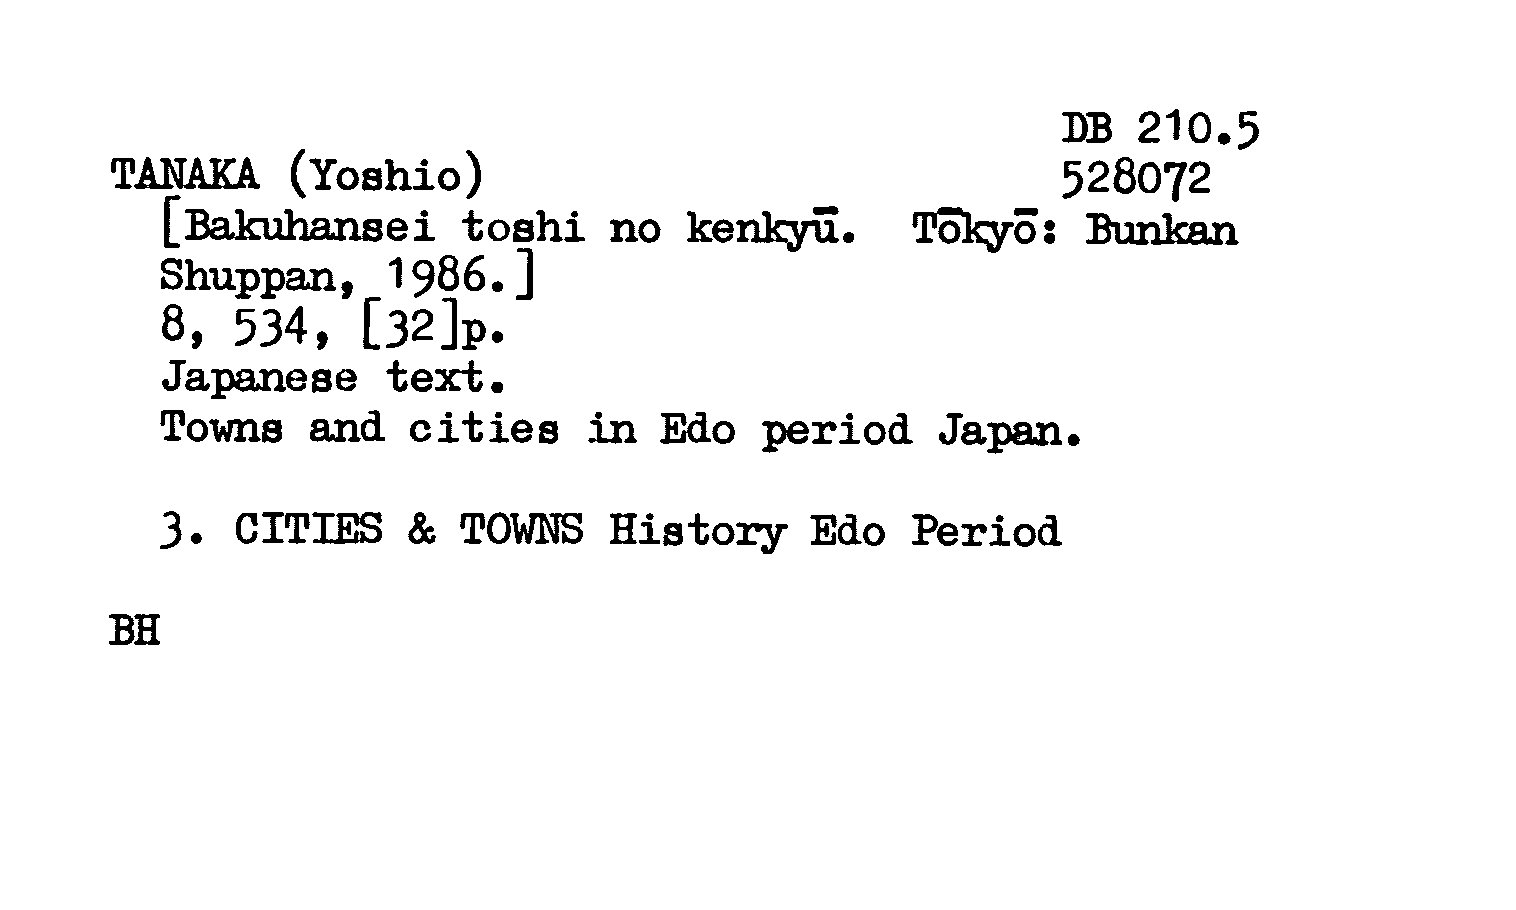 DB 210.5
TANAKA (Yoshio) 528072
[Bakuhansei toshi no kenkyū. Tōkyō: Bunkan
Shuppan, 1986.]
8, 534, [32]p.
Japanese text.
Towns and cities in Edo period Japan.
3. CITIES & TOWNS History Edo Period
BH